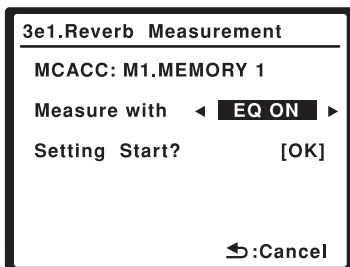 3e1.Reverb Measurement
MCACC: M1.MEMORY 1
Measure with ◄ EQ ON ►
Setting Start? [OK]
⮌:Cancel